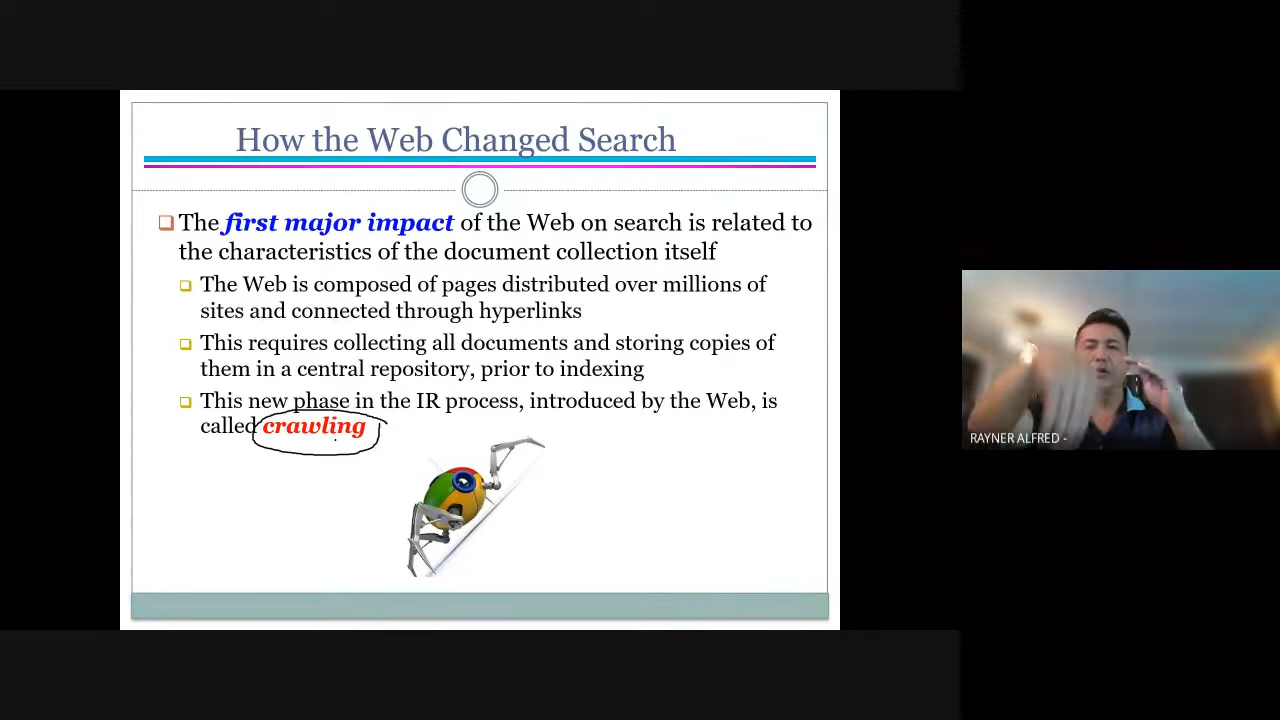 How the Web Changed Search
The first major impact of the Web on search is related to
the characteristics of the document collection itself
The Web is composed of pages distributed over millions of
sites and connected through hyperlinks
This requires collecting all documents and storing copies of
them in a central repository, prior to indexing
This new phase in the IR process, introduced by the Web, is
called crawling
RAYNER ALFRED -